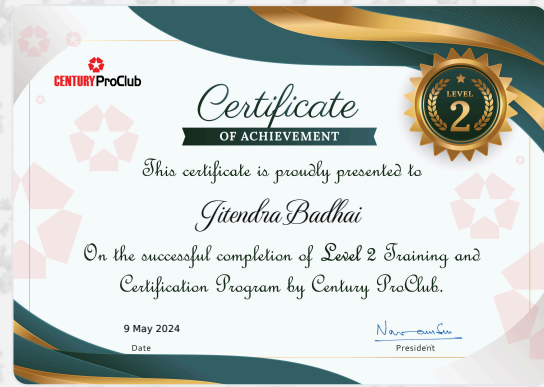 CENTURY ProClub
Certificate
OF ACHIEVEMENT
LEVEL
2
This certificate is proudly presented to
Jitendra Badhai
On the successful completion of Level 2 Training and
Certification Program by Century ProClub.
9 May 2024
Date
President